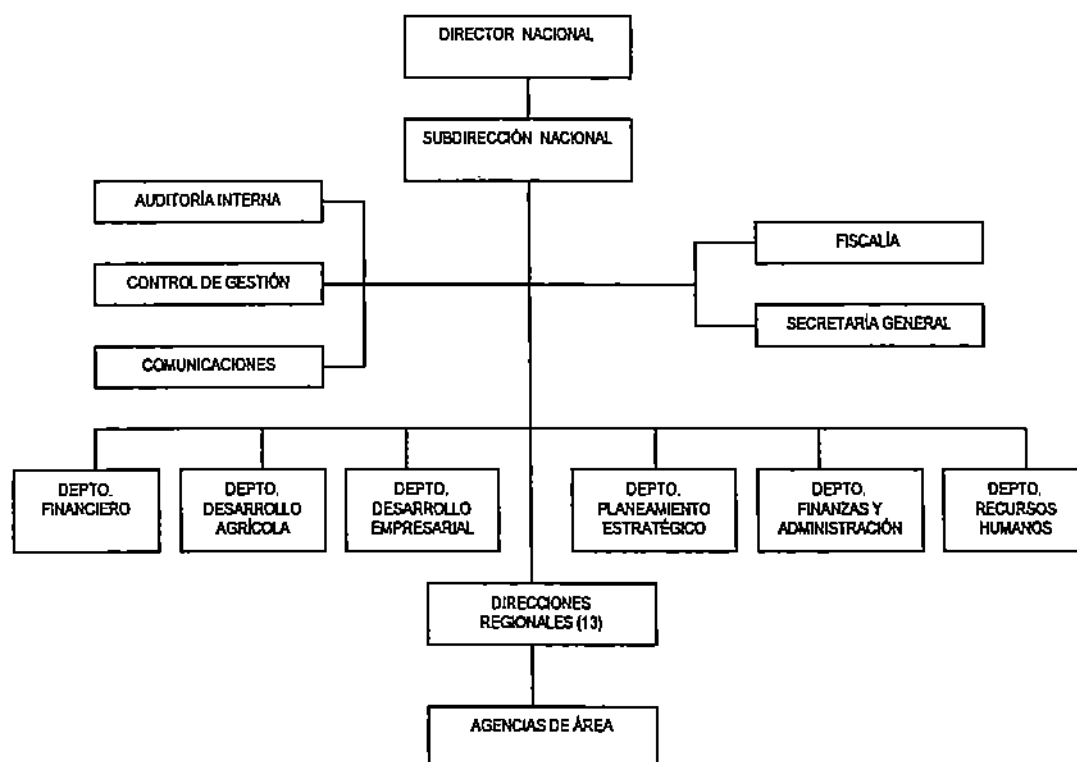 DIRECTOR NACIONAL
SUBDIRECCIÓN NACIONAL
AUDITORÍA INTERNA
FISCALÍA
CONTROL DE GESTIÓN
SECRETARÍA GENERAL
COMUNICACIONES
DEPTO.
FINANCIERO
DEPTO.
DESARROLLO
AGRÍCOLA
DEPTO.
DESARROLLO
EMPRESARIAL
DEPTO.
PLANEAMIENTO
ESTRATÉGICO
DEPTO.
FINANZAS Y
ADMINISTRACIÓN
DEPTO.
RECURSOS
HUMANOS
DIRECCIONES
REGIONALES (13)
AGENCIAS DE ÁREA